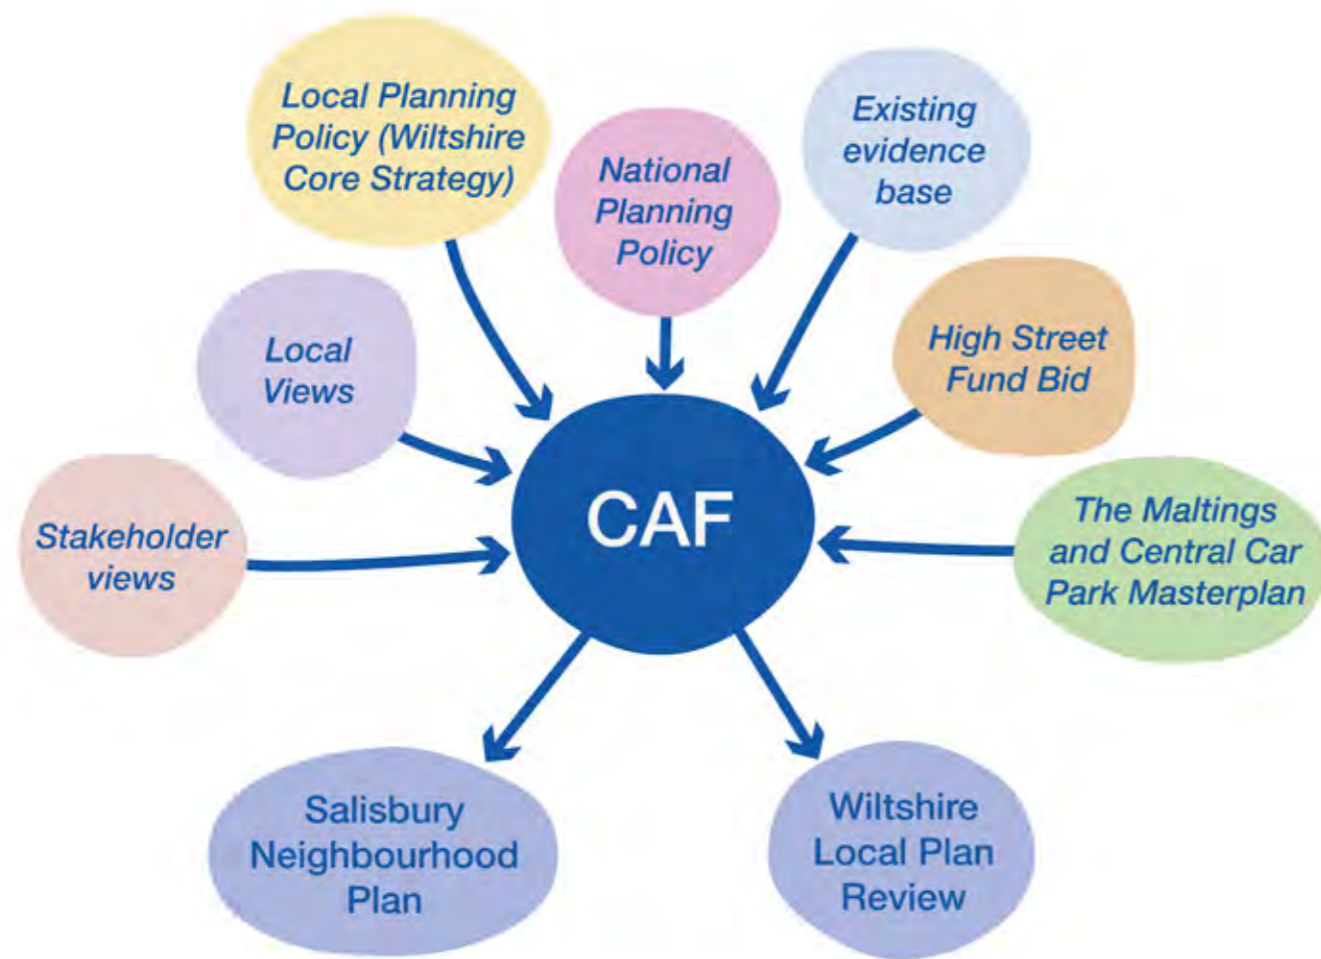 Local Planning
Policy (Wiltshire
Core Strategy)
National
Planning
Policy
Existing
evidence
base
Local
Views
High Street
Fund Bid
Stakeholder
views
CAF
The Maltings
and Central Car
Park Masterplan
Salisbury
Neighbourhood
Plan
Wiltshire
Local Plan
Review